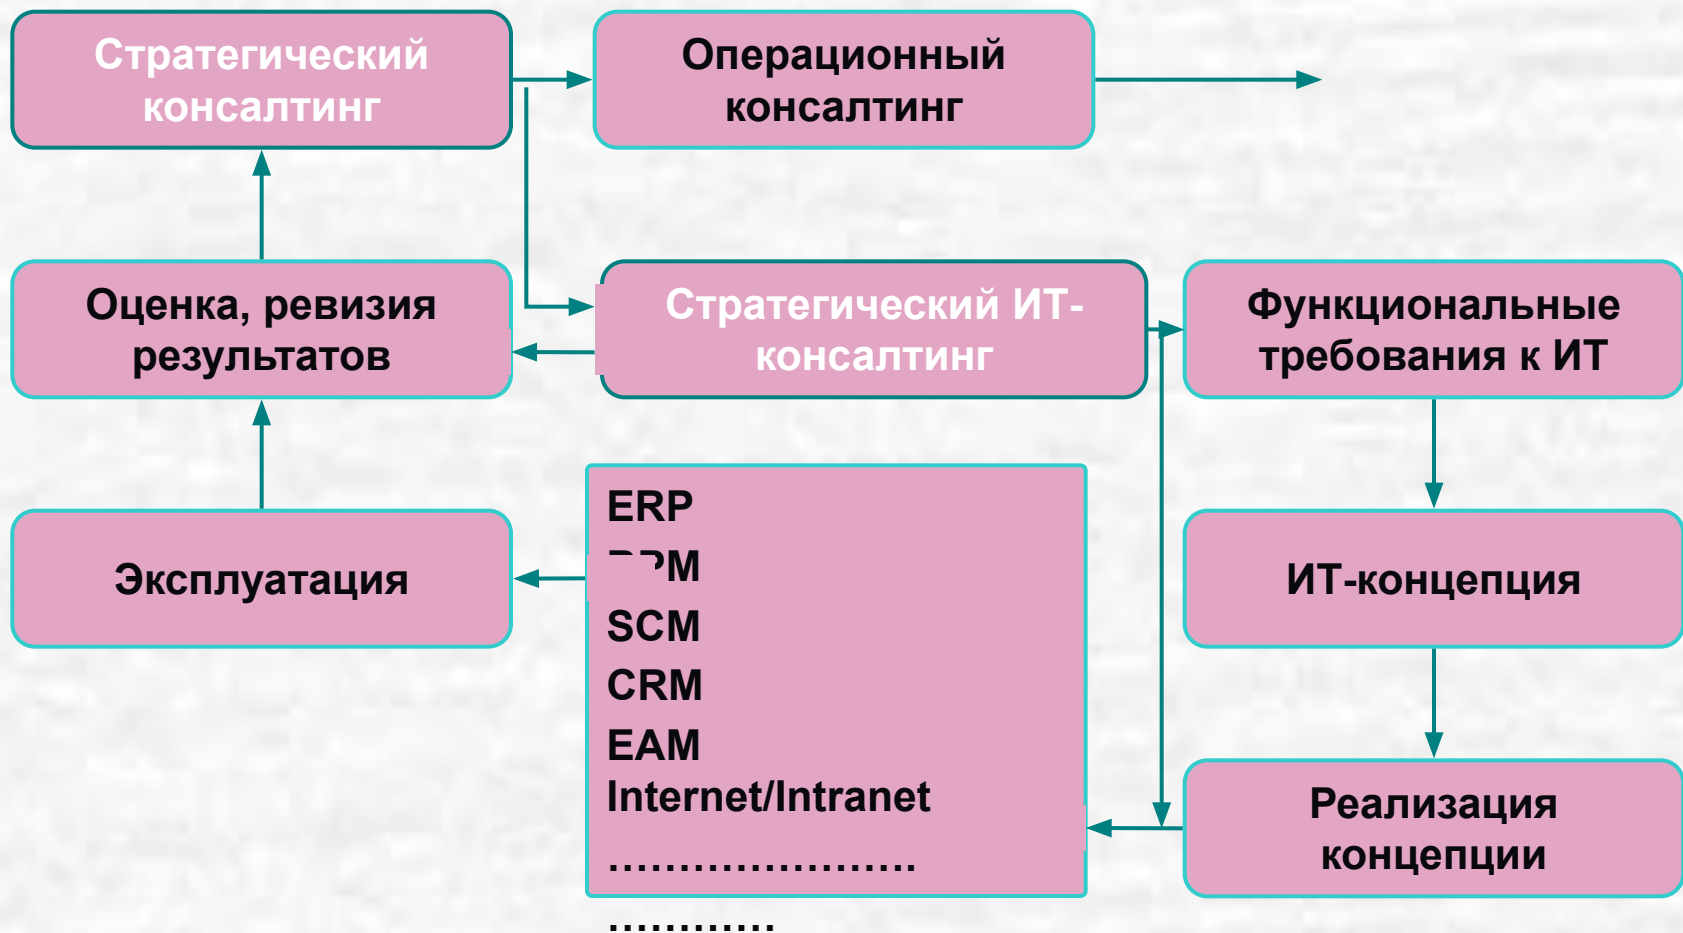 Стратегический
консалтинг
Операционный
консалтинг
Оценка, ревизия
результатов
Стратегический ИТ-
консалтинг
Функциональные
требования к ИТ
Эксплуатация
ERP
SCM
CRM
EAM
Internet/Intranet
......................
............
ИТ-концепция
Реализация
концепции